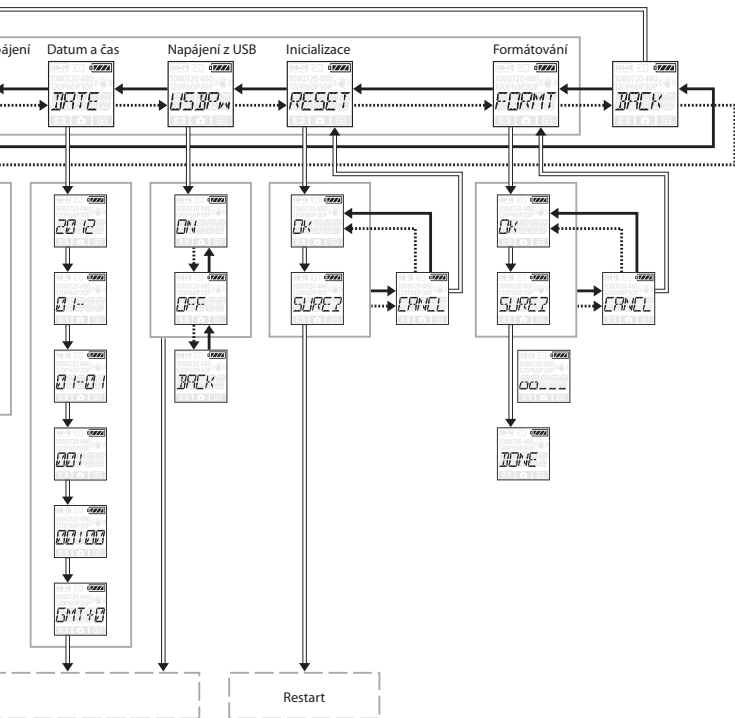 ájení Datum a čas Napájení z USB Inicializace Formátování
DATE USBPw RESET FORMT BACK
2012 ON OK OK
01- OFF SURE? CANCL SURE? CANCL
01-01 BACK
00:
DONE
00:00
GMT+0
Restart